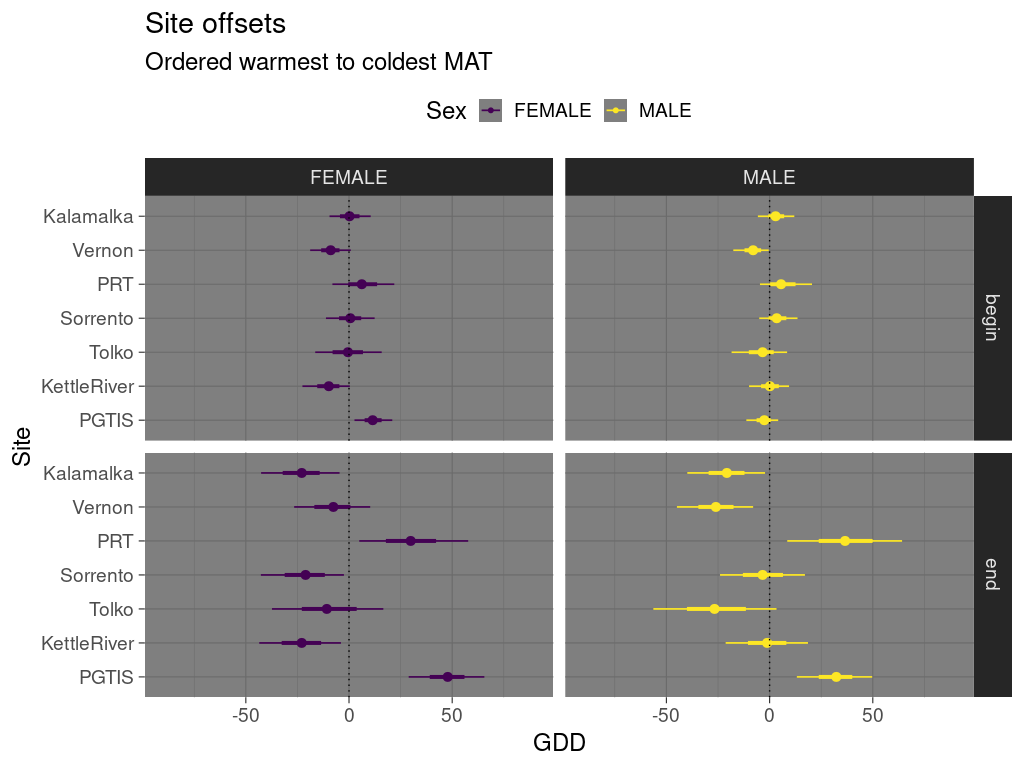 Site offsets
Ordered warmest to coldest MAT
Sex FEMALE MALE
FEMALE MALE
Kalamalka
Vernon
PRT
Sorrento
Tolko
KettleRiver
PGTIS
begin
Site
Kalamalka
Vernon
PRT
Sorrento
Tolko
KettleRiver
PGTIS
end
-50 0 50 -50 0 50
GDD